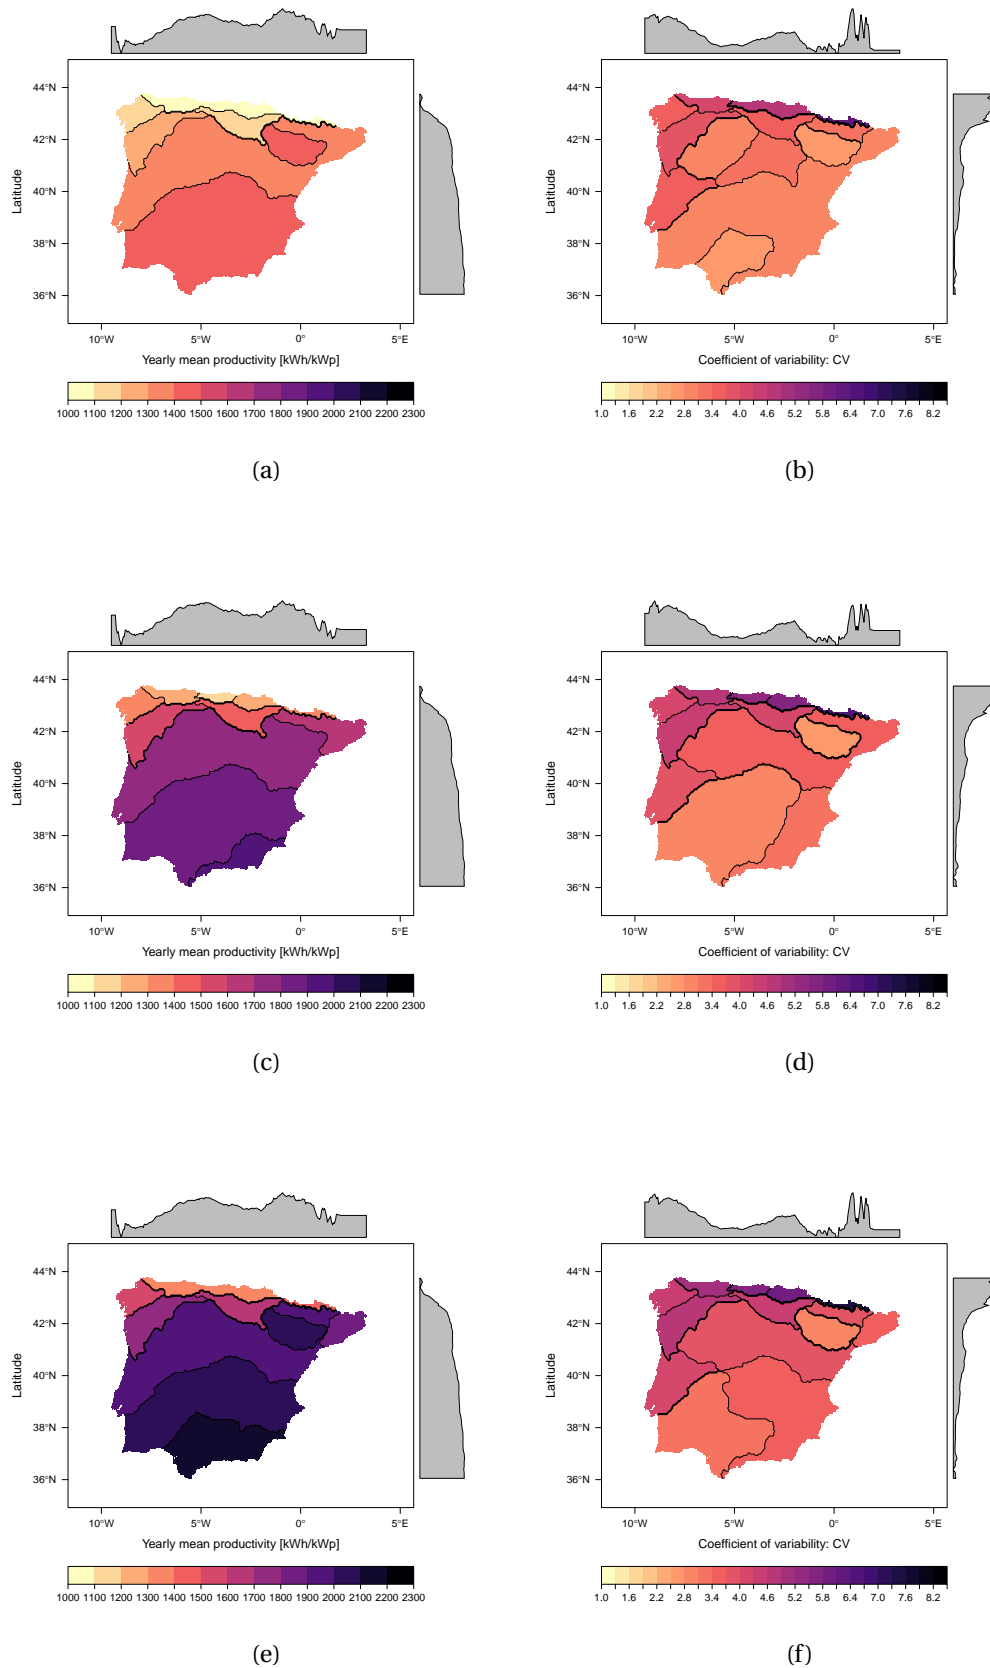 44°N
42°N
40°N
38°N
36°N
Latitude
10°W 5°W 0° 5°E
Yearly mean productivity [kWh/kWp]
1000 1100 1200 1300 1400 1500 1600 1700 1800 1900 2000 2100 2200 2300
(a)
44°N
42°N
40°N
38°N
36°N
Latitude
10°W 5°W 0° 5°E
Coefficient of variability: CV
1.0 1.6 2.2 2.8 3.4 4.0 4.6 5.2 5.8 6.4 7.0 7.6 8.2
(b)
44°N
42°N
40°N
38°N
36°N
Latitude
10°W 5°W 0° 5°E
Yearly mean productivity [kWh/kWp]
1000 1100 1200 1300 1400 1500 1600 1700 1800 1900 2000 2100 2200 2300
(c)
44°N
42°N
40°N
38°N
36°N
Latitude
10°W 5°W 0° 5°E
Coefficient of variability: CV
1.0 1.6 2.2 2.8 3.4 4.0 4.6 5.2 5.8 6.4 7.0 7.6 8.2
(d)
44°N
42°N
40°N
38°N
36°N
Latitude
10°W 5°W 0° 5°E
Yearly mean productivity [kWh/kWp]
1000 1100 1200 1300 1400 1500 1600 1700 1800 1900 2000 2100 2200 2300
(e)
44°N
42°N
40°N
38°N
36°N
Latitude
10°W 5°W 0° 5°E
Coefficient of variability: CV
1.0 1.6 2.2 2.8 3.4 4.0 4.6 5.2 5.8 6.4 7.0 7.6 8.2
(f)